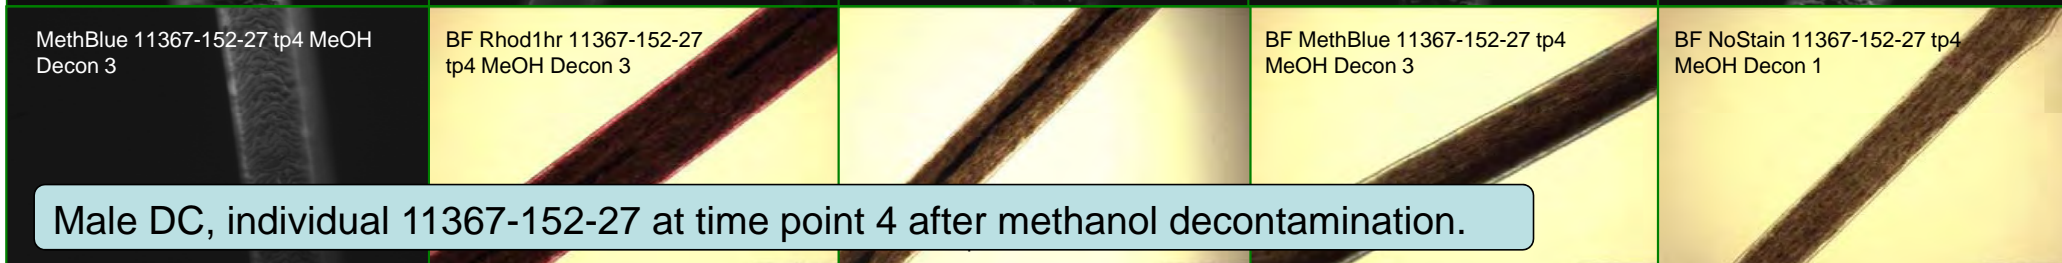 MethBlue 11367-152-27 tp4 MeOH
Decon 3
BF Rhod1hr 11367-152-27
tp4 MeOH Decon 3
BF MethBlue 11367-152-27 tp4
MeOH Decon 3
BF NoStain 11367-152-27 tp4
MeOH Decon 1
Male DC, individual 11367-152-27 at time point 4 after methanol decontamination.